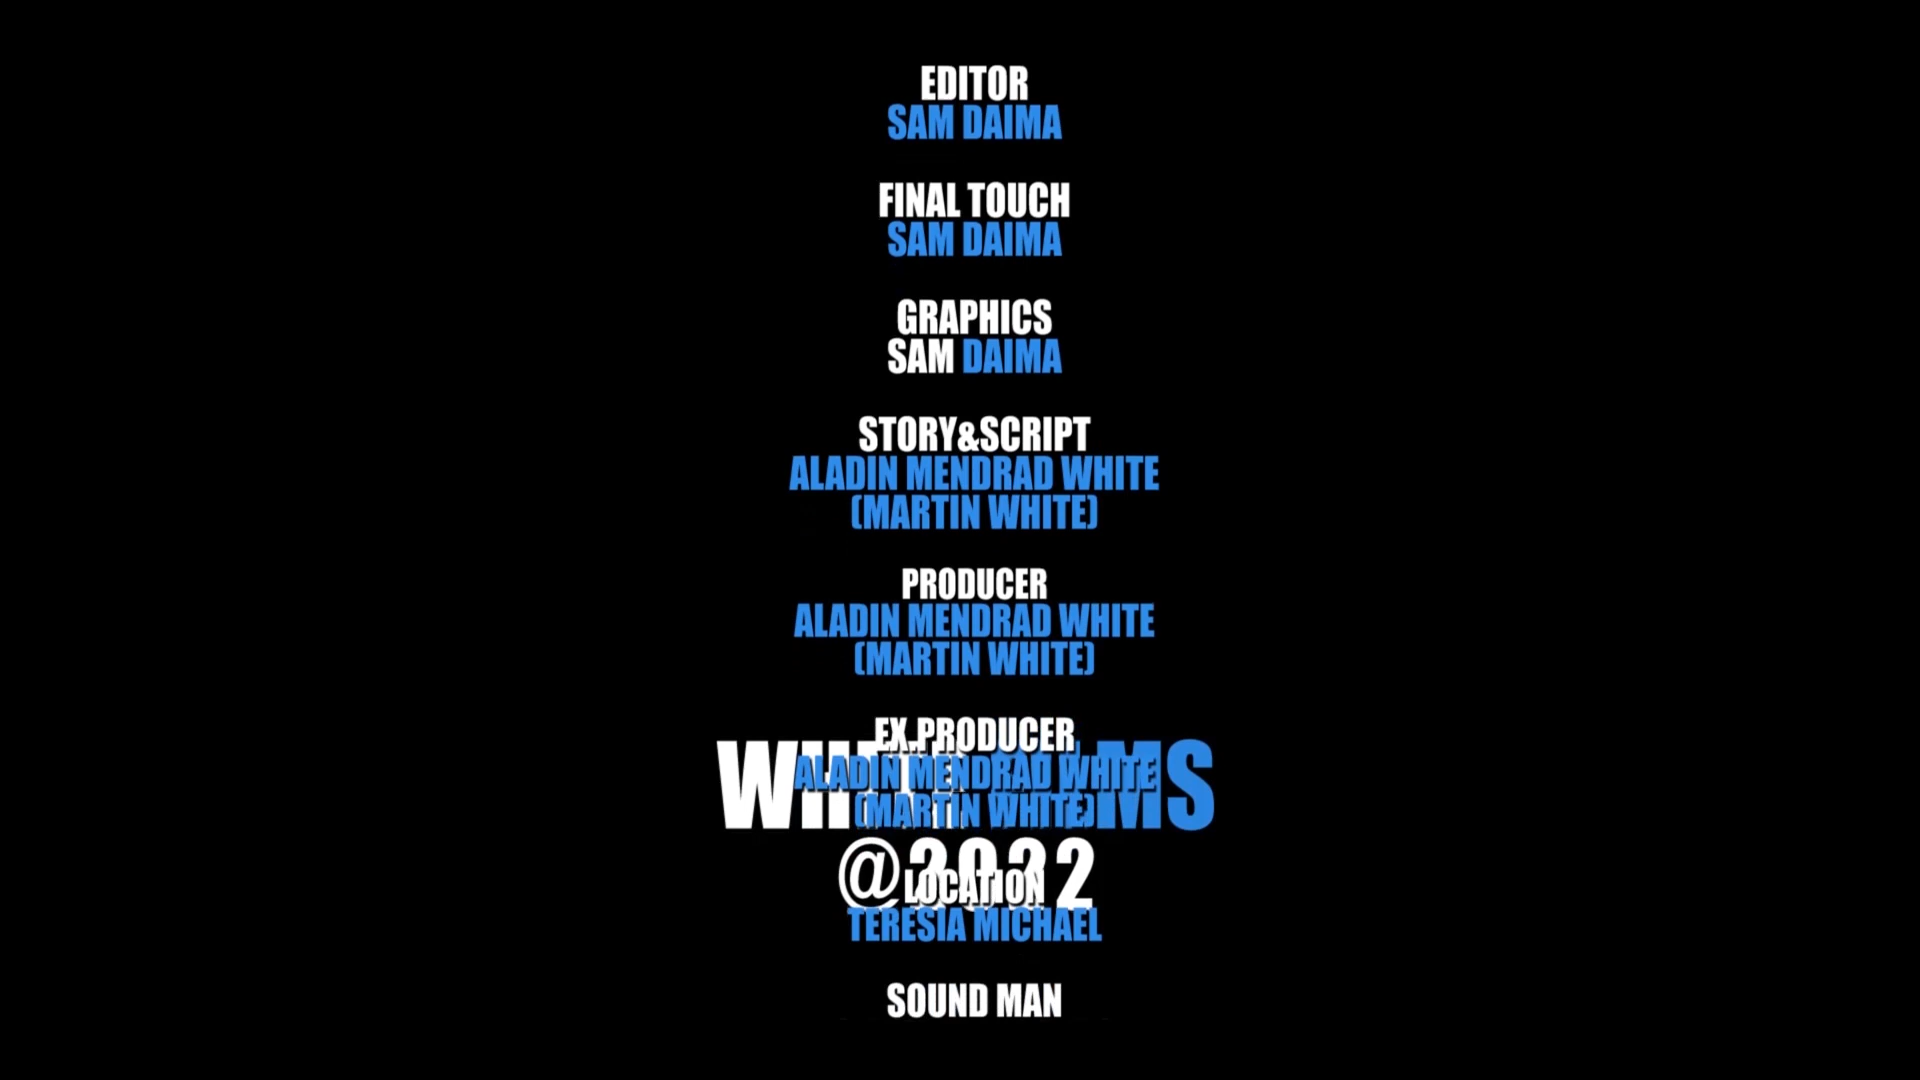 EDITOR
SAM DAIMA
FINAL TOUCH
SAM DAIMA
GRAPHICS
SAM DAIMA
STORY&SCRIPT
ALADIN MENDRAD WHITE
(MARTIN WHITE)
PRODUCER
ALADIN MENDRAD WHITE
(MARTIN WHITE)
EX.PRODUCER
ALADIN MENDRAD WHITE
(MARTIN WHITE)
@2022
LOCATION
TERESIA MICHAEL
SOUND MAN